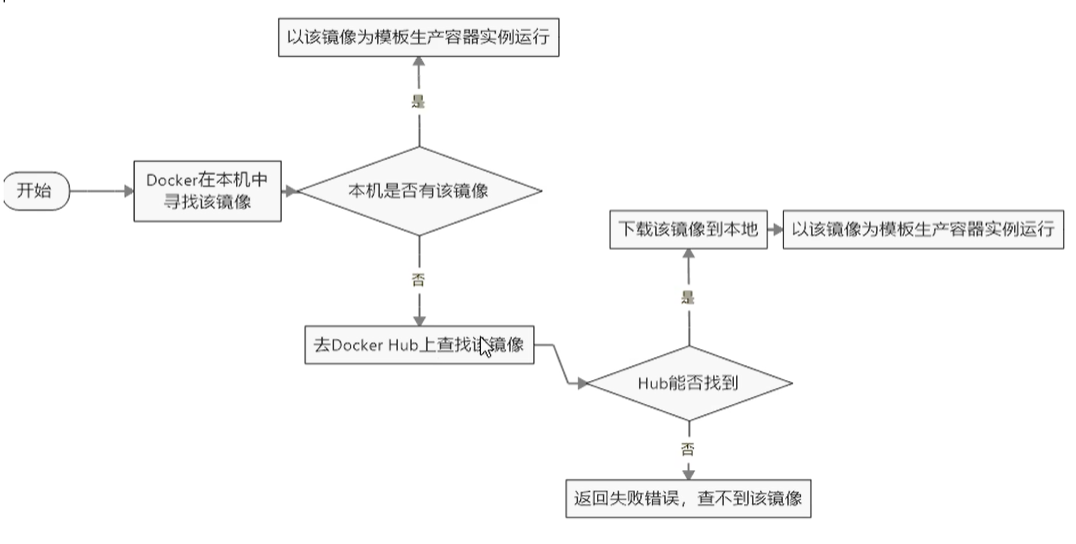 以该镜像为模板生产容器实例运行
是
开始
Docker在本机中
寻找该镜像
本机是否有该镜像
否
去Docker Hub上查找该镜像
下载该镜像到本地
以该镜像为模板生产容器实例运行
是
Hub能否找到
否
返回失败错误，查不到该镜像